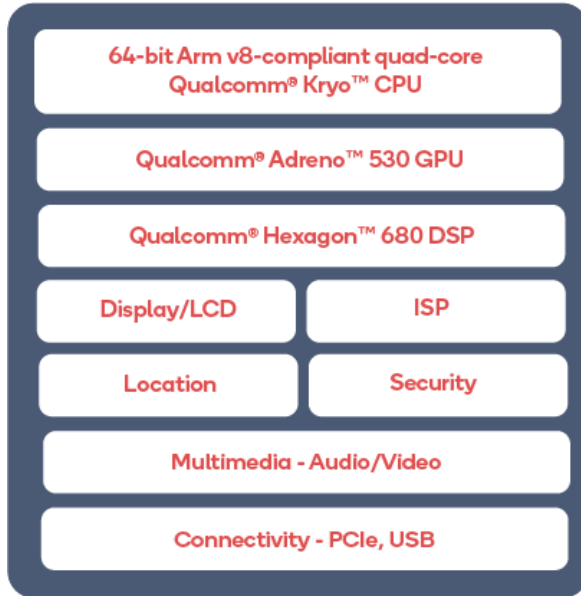 64-bit Arm v8-compliant quad-core
Qualcomm® Kryo™ CPU
Qualcomm® Adreno™ 530 GPU
Qualcomm® Hexagon™ 680 DSP
Display/LCD
ISP
Location
Security
Multimedia - Audio/Video
Connectivity - PCIe, USB